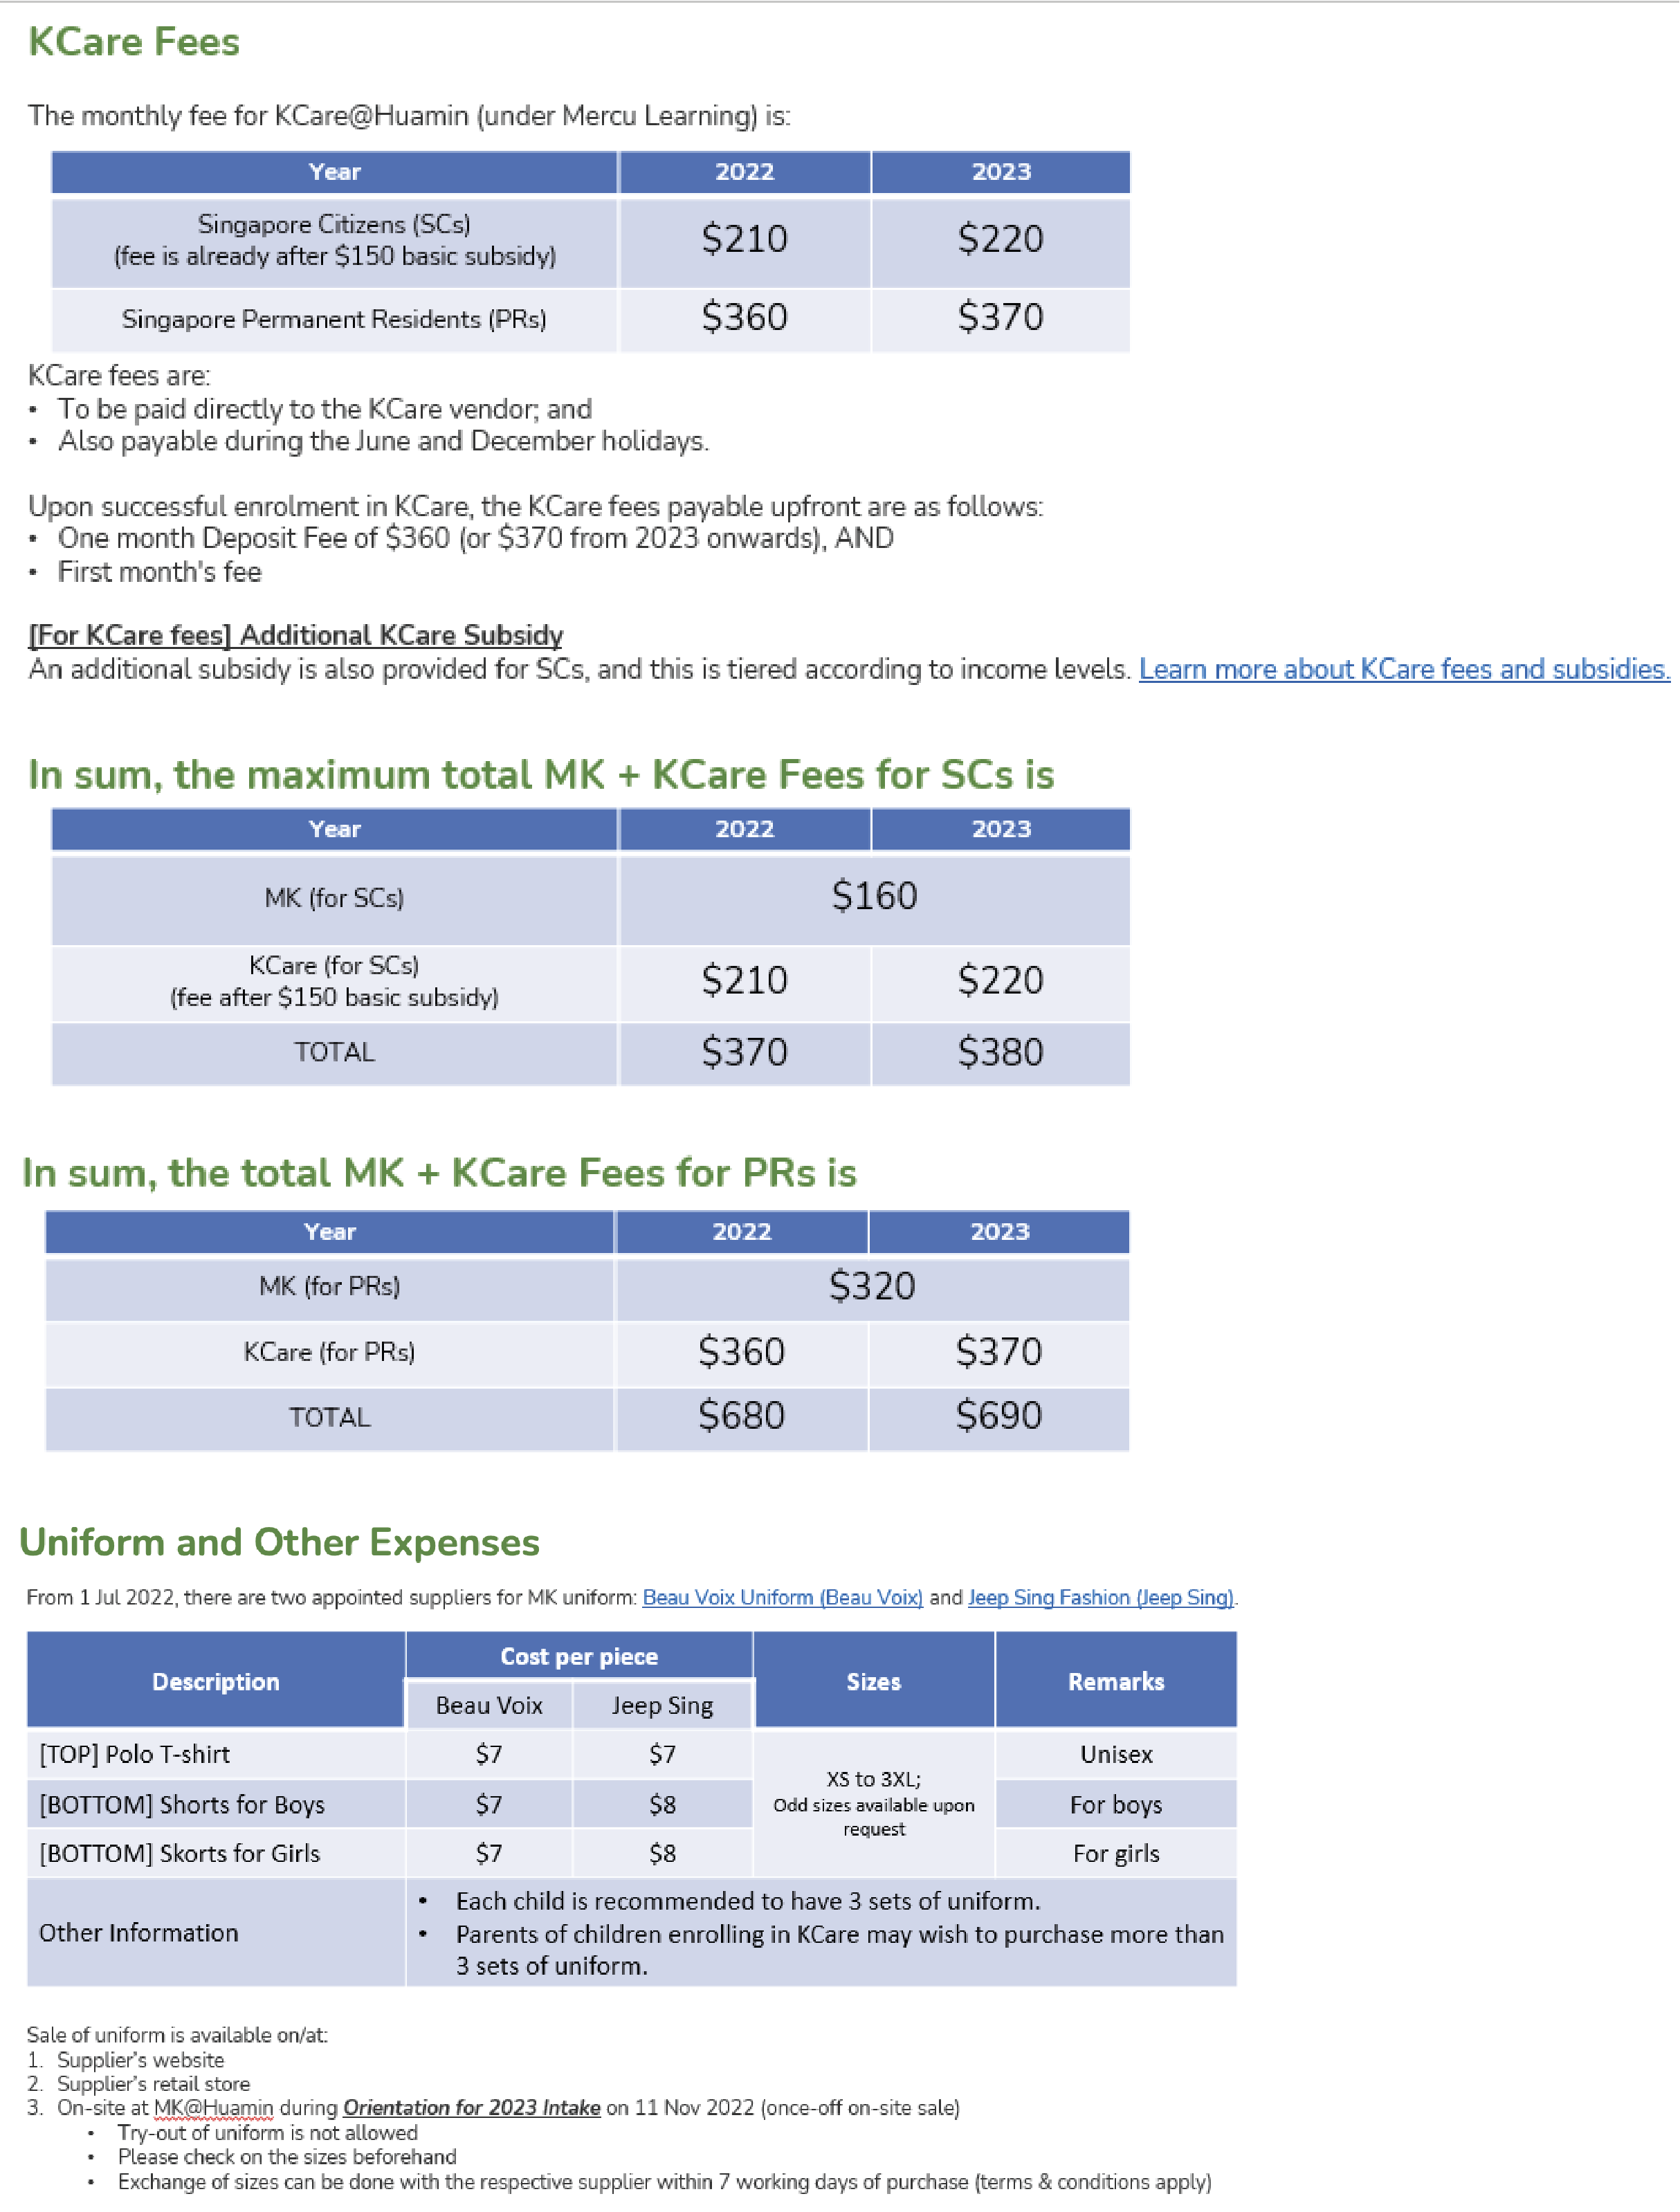 KCare Fees
The monthly fee for KCare@Huamin (under Mercu Learning) is:
Year 2022 2023
Singapore Citizens (SCs)
(fee is already after $150 basic subsidy) $210 $220
Singapore Permanent Residents (PRs) $360 $370
KCare fees are:
• To be paid directly to the KCare vendor; and
• Also payable during the June and December holidays.
Upon successful enrolment in KCare, the KCare fees payable upfront are as follows:
• One month Deposit Fee of $360 (or $370 from 2023 onwards), AND
• First month's fee
[For KCare fees] Additional KCare Subsidy
An additional subsidy is also provided for SCs, and this is tiered according to income levels. Learn more about KCare fees and subsidies.
In sum, the maximum total MK + KCare Fees for SCs is
Year 2022 2023
MK (for SCs) $160
KCare (for SCs)
(fee after $150 basic subsidy) $210 $220
TOTAL $370 $380
In sum, the total MK + KCare Fees for PRs is
Year 2022 2023
MK (for PRs) $320
KCare (for PRs) $360 $370
TOTAL $680 $690
Uniform and Other Expenses
From 1 Jul 2022, there are two appointed suppliers for MK uniform: Beau Voix Uniform (Beau Voix) and Jeep Sing Fashion (Jeep Sing).
Description Cost per piece Sizes Remarks
Beau Voix Jeep Sing
[TOP] Polo T-shirt $7 $7 Unisex
XS to 3XL;
Odd sizes available upon
request
[BOTTOM] Shorts for Boys $7 $8 For boys
[BOTTOM] Skorts for Girls $7 $8 For girls
Other Information
• Each child is recommended to have 3 sets of uniform.
• Parents of children enrolling in KCare may wish to purchase more than
3 sets of uniform.
Sale of uniform is available on/at:
1. Supplier's website
2. Supplier's retail store
3. On-site at MK@Huamin during Orientation for 2023 Intake on 11 Nov 2022 (once-off on-site sale)
• Try-out of uniform is not allowed
• Please check on the sizes beforehand
• Exchange of sizes can be done with the respective supplier within 7 working days of purchase (terms & conditions apply)